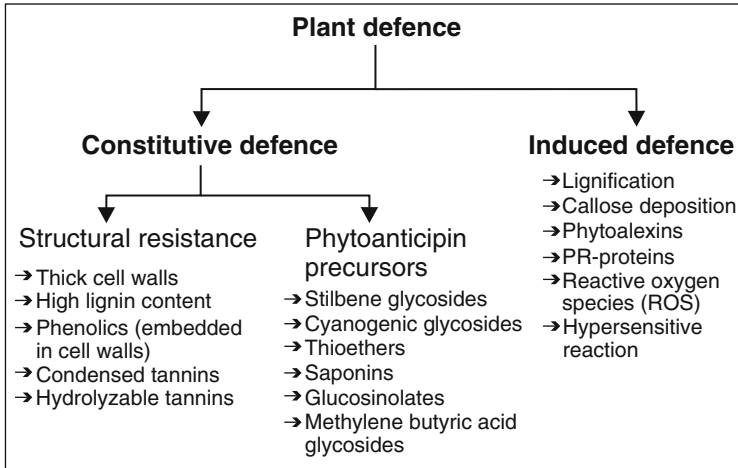 Plant defence
Constitutive defence
Structural resistance
➔ Thick cell walls
➔ High lignin content
➔ Phenolics (embedded
in cell walls)
➔ Condensed tannins
➔ Hydrolyzable tannins
Phytoanticipin
precursors
➔ Stilbene glycosides
➔ Cyanogenic glycosides
➔ Thioethers
➔ Saponins
➔ Glucosinolates
➔ Methylene butyric acid
glycosides
Induced defence
➔ Lignification
➔ Callose deposition
➔ Phytoalexins
➔ PR-proteins
➔ Reactive oxygen
species (ROS)
➔ Hypersensitive
reaction